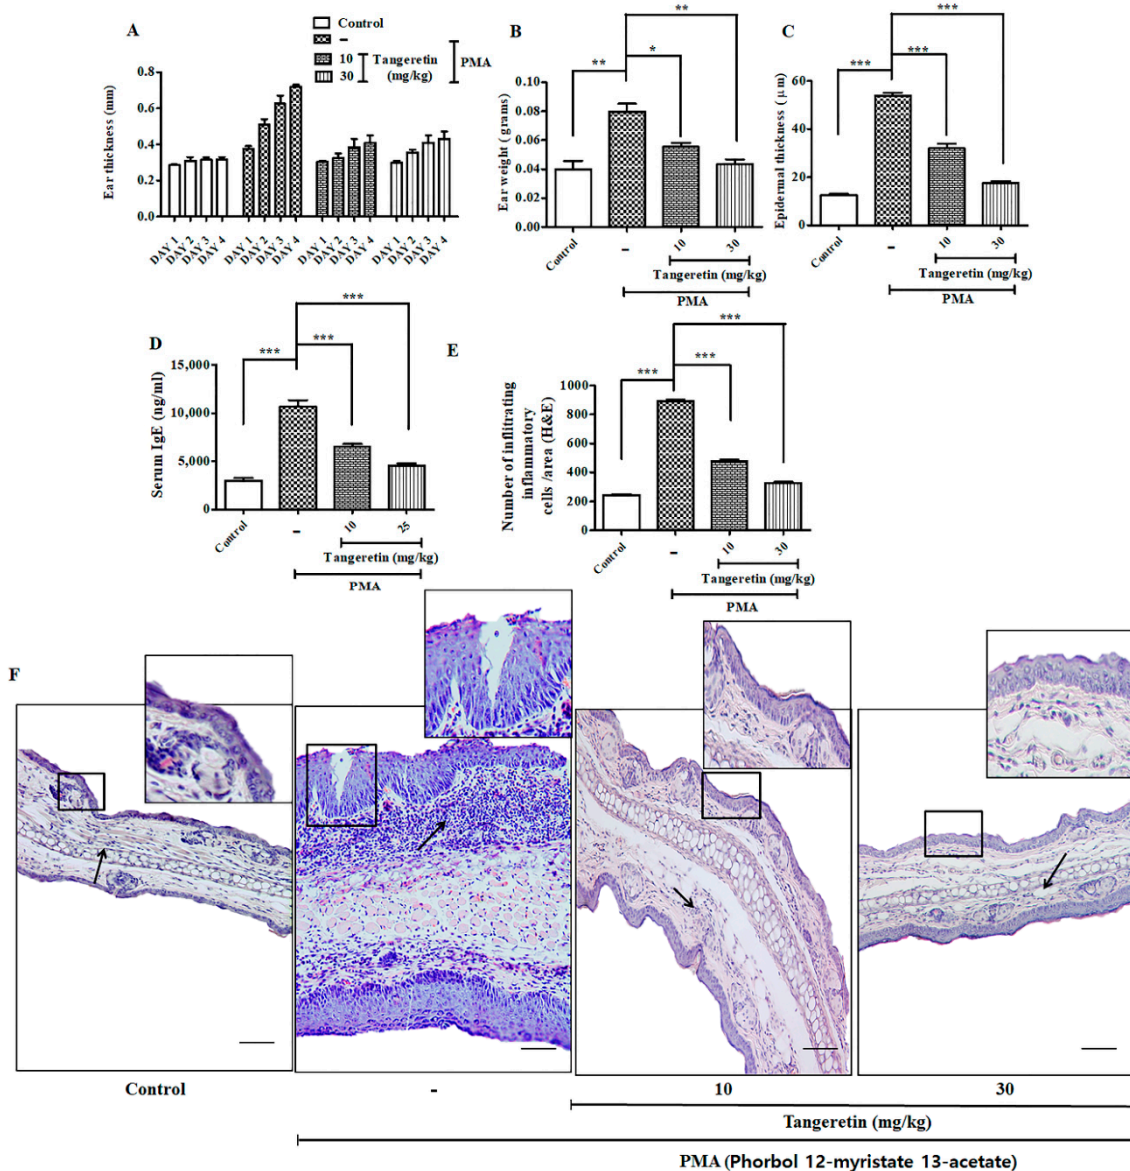 A
Control
–
10
30
Tangeretin
(mg/kg)
PMA
Ear thickness (mm)
0.8
0.6
0.4
0.2
0.0
DAY 1
DAY 2
DAY 3
DAY 4
DAY 1
DAY 2
DAY 3
DAY 4
DAY 1
DAY 2
DAY 3
DAY 4
DAY 1
DAY 2
DAY 3
DAY 4
B
**
*
**
Ear weight (grams)
0.10
0.08
0.06
0.04
0.02
0.00
Control
–
10
30
Tangeretin (mg/kg)
PMA
C
***
***
***
Epidermal thickness (μm)
60
40
20
0
Control
–
10
30
Tangeretin (mg/kg)
PMA
D
***
***
***
Serum IgE (ng/ml)
15,000
10,000
5,000
0
Control
–
10
25
Tangeretin (mg/kg)
PMA
E
***
***
***
Number of inflitrating
inflammatory
cells /area (H&E)
1000
800
600
400
200
0
Control
–
10
30
Tangeretin (mg/kg)
PMA
F
Control
-
10
30
Tangeretin (mg/kg)
PMA (Phorbol 12-myristate 13-acetate)